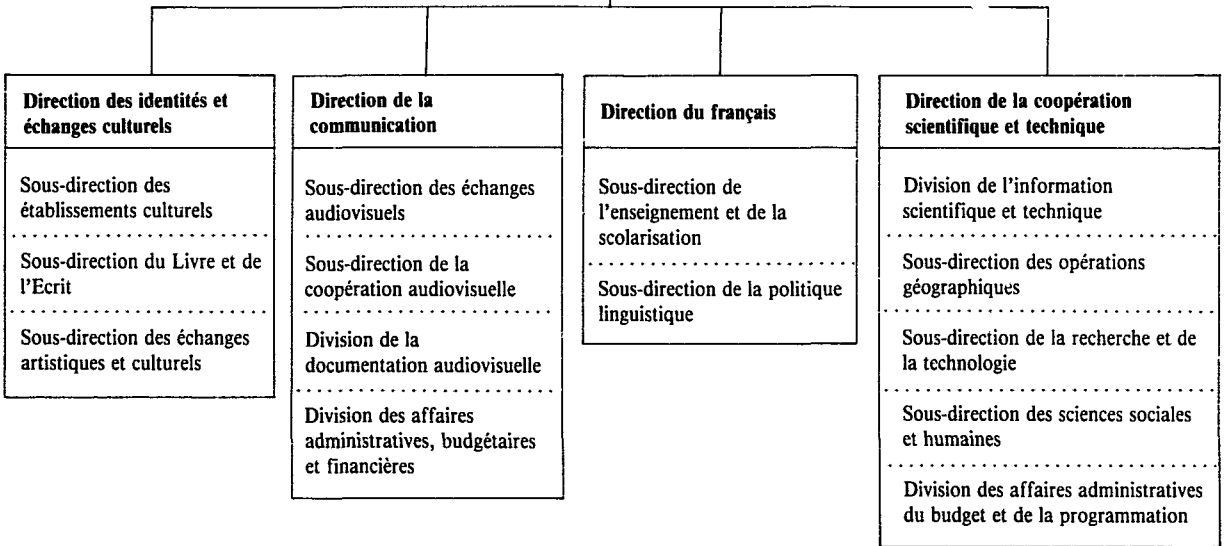 Direction des identités et
échanges culturels
Sous-direction des
établissements culturels
Sous-direction du Livre et de
l'Ecrit
Sous-direction des échanges
artistiques et culturels
Direction de la
communication
Sous-direction des échanges
audiovisuels
Sous-direction de la
coopération audiovisuelle
Division de la
documentation audiovisuelle
Division des affaires
administratives, budgétaires
et financières
Direction du français
Sous-direction de
l'enseignement et de la
scolarisation
Sous-direction de la politique
linguistique
Direction de la coopération
scientifique et technique
Division de l'information
scientifique et technique
Sous-direction des opérations
géographiques
Sous-direction de la recherche et de
la technologie
Sous-direction des sciences sociales
et humaines
Division des affaires administratives
du budget et de la programmation